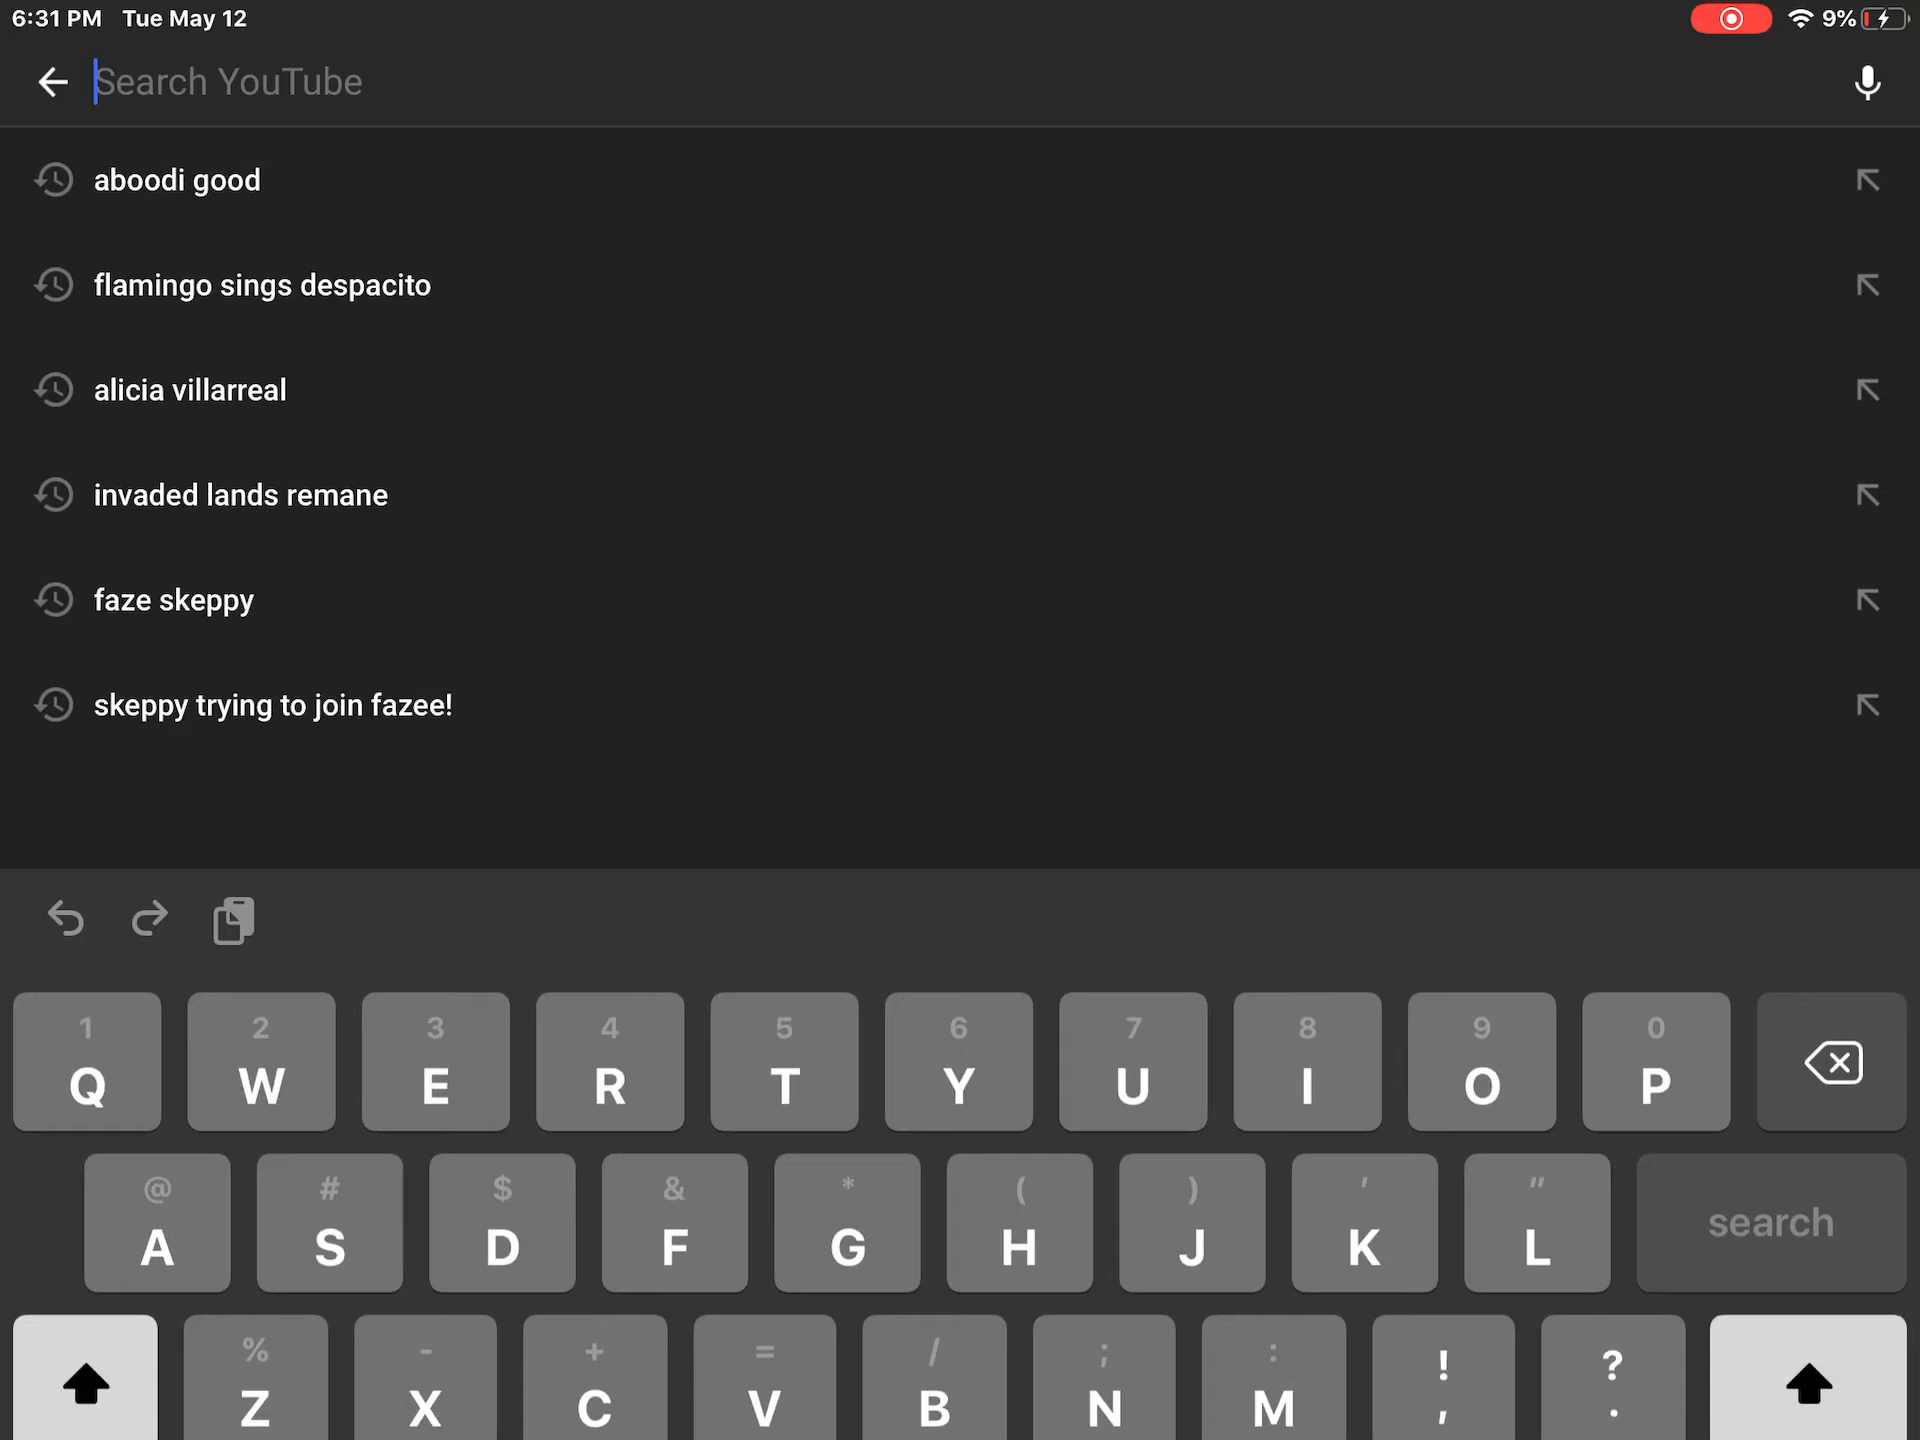 6:31 PM Tue May 12 9%
Search YouTube
aboodi good
flamingo sings despacito
alicia villarreal
invaded lands remane
faze skeppy
skeppy trying to join fazee!
1 2 3 4 5 6 7 8 9 0
Q W E R T Y U I O P
@ # $ & * ( ) ' "
A S D F G H J K L search
% - + = / ; : ! ?
Z X C V B N M , .